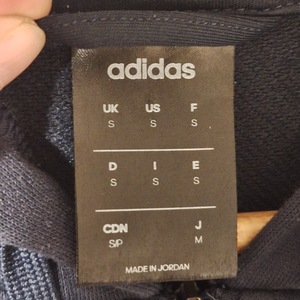 adidas
UK US F
S S S
D I E
S S S
CDN J
S/P M
MADE IN JORDAN